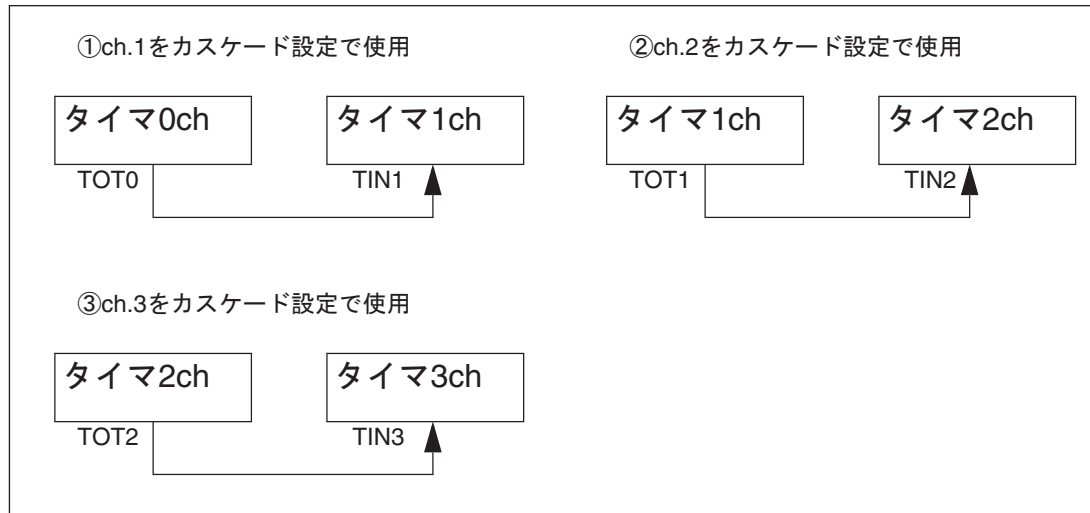 ①ch.1をカスケード設定で使用
タイマ0ch
タイマ1ch
TOT0
TIN1
②ch.2をカスケード設定で使用
タイマ1ch
タイマ2ch
TOT1
TIN2
③ch.3をカスケード設定で使用
タイマ2ch
タイマ3ch
TOT2
TIN3